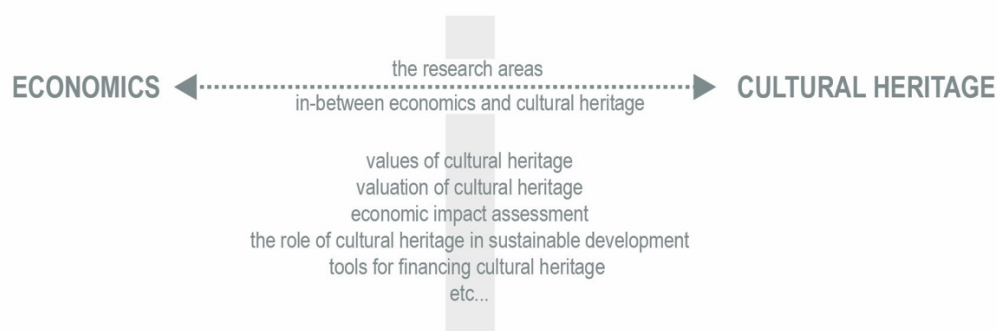 ECONOMICS
the research areas
in-between economics and cultural heritage
CULTURAL HERITAGE
values of cultural heritage
valuation of cultural heritage
economic impact assessment
the role of cultural heritage in sustainable development
tools for financing cultural heritage
etc...